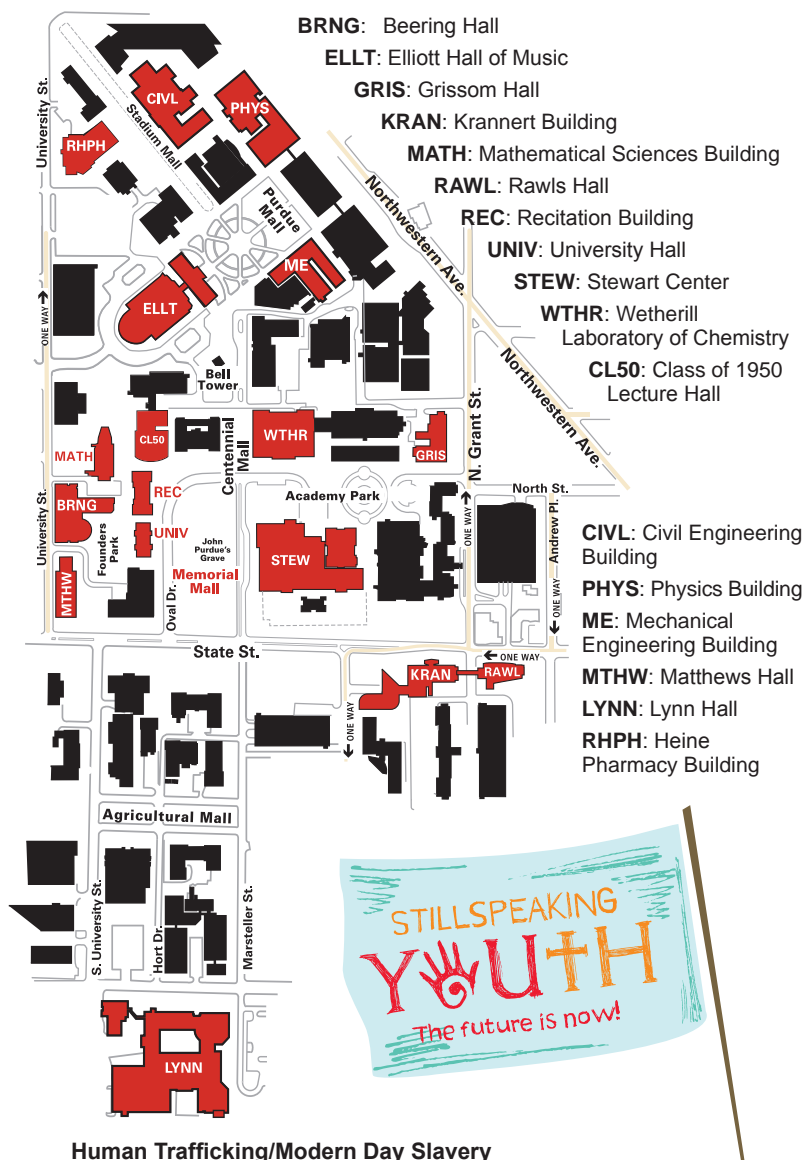 BRNG: Beering Hall
ELLT: Elliott Hall of Music
GRIS: Grissom Hall
KRAN: Krannert Building
MATH: Mathematical Sciences Building
RAWL: Rawls Hall
REC: Recitation Building
UNIV: University Hall
STEW: Stewart Center
WTHR: Wetherill
Laboratory of Chemistry
CL50: Class of 1950
Lecture Hall
CIVL
PHYS
RHPH
University St.
Stadium Mall
Purdue
Mall
Northwestern Ave.
ME
ELLT
ONE WAY
Bell
Tower
Northwestern Ave.
N. Grant St.
CL50
WTHR
GRIS
MATH
Centennial
Mall
REC
Academy Park
North St.
BRNG
University St.
UNIV
Founders
Park
John
Purdue's
Grave
Memorial
Mall
STEW
ONE WAY
Andrew Pl.
ONE WAY
MTHW
Oval Dr.
State St.
ONE WAY
KRAN
RAWL
ONE WAY
CIVL: Civil Engineering
Building
PHYS: Physics Building
ME: Mechanical
Engineering Building
MTHW: Matthews Hall
LYNN: Lynn Hall
RHPH: Heine
Pharmacy Building
Agricultural Mall
S. University St.
Hort Dr.
Marsteller St.
LYNN
STILLSPEAKING
YOUTH
The future is now!
Human Trafficking/Modern Day Slavery